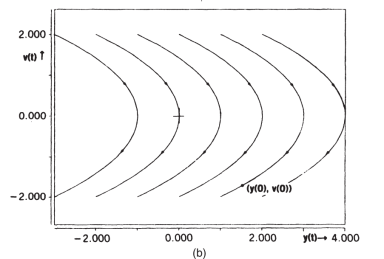 2.000
v(t) ↑
0.000
(y(0), v(0))
-2.000
-2.000 0.000 2.000 y(t)→ 4.000
(b)